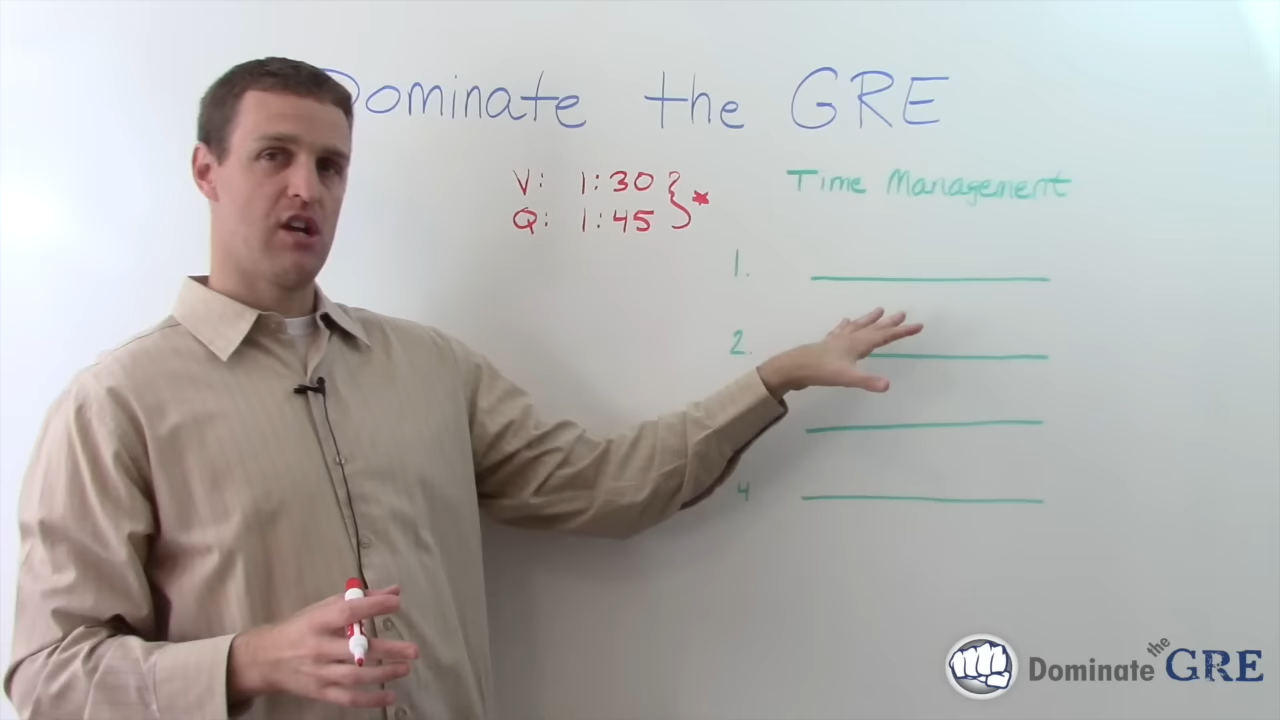 Dominate the GRE
V: 1:30
Q: 1:45
*
Time Management
1.
2.
4
Dominate the GRE